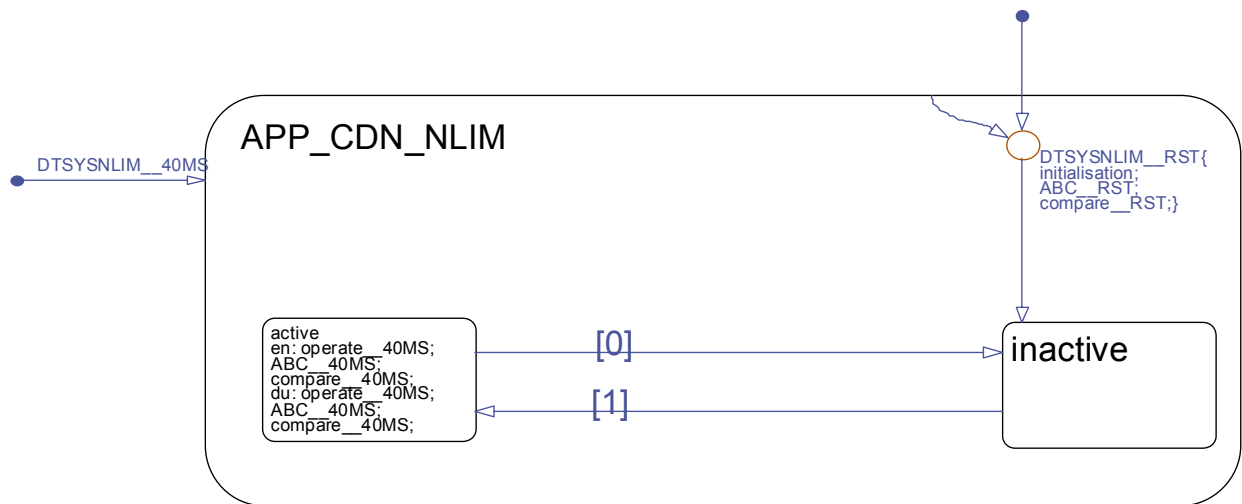 APP_CDN_NLIM
DTSYSNLIM__40MS
DTSYSNLIM__RST{
initialisation;
ABC__RST;
compare__RST;}
active
en: operate__40MS;
ABC__40MS;
compare__40MS;
du: operate__40MS;
ABC__40MS;
compare__40MS;
[0]
[1]
inactive